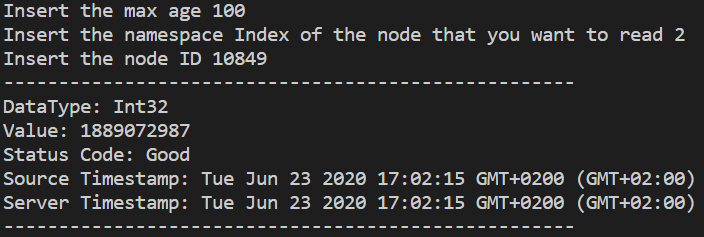 Insert the max age 100
Insert the namespace Index of the node that you want to read 2
Insert the node ID 10849
----------------------------------------------------
DataType: Int32
Value: 1889072987
Status Code: Good
Source Timestamp: Tue Jun 23 2020 17:02:15 GMT+0200 (GMT+02:00)
Server Timestamp: Tue Jun 23 2020 17:02:15 GMT+0200 (GMT+02:00)
----------------------------------------------------